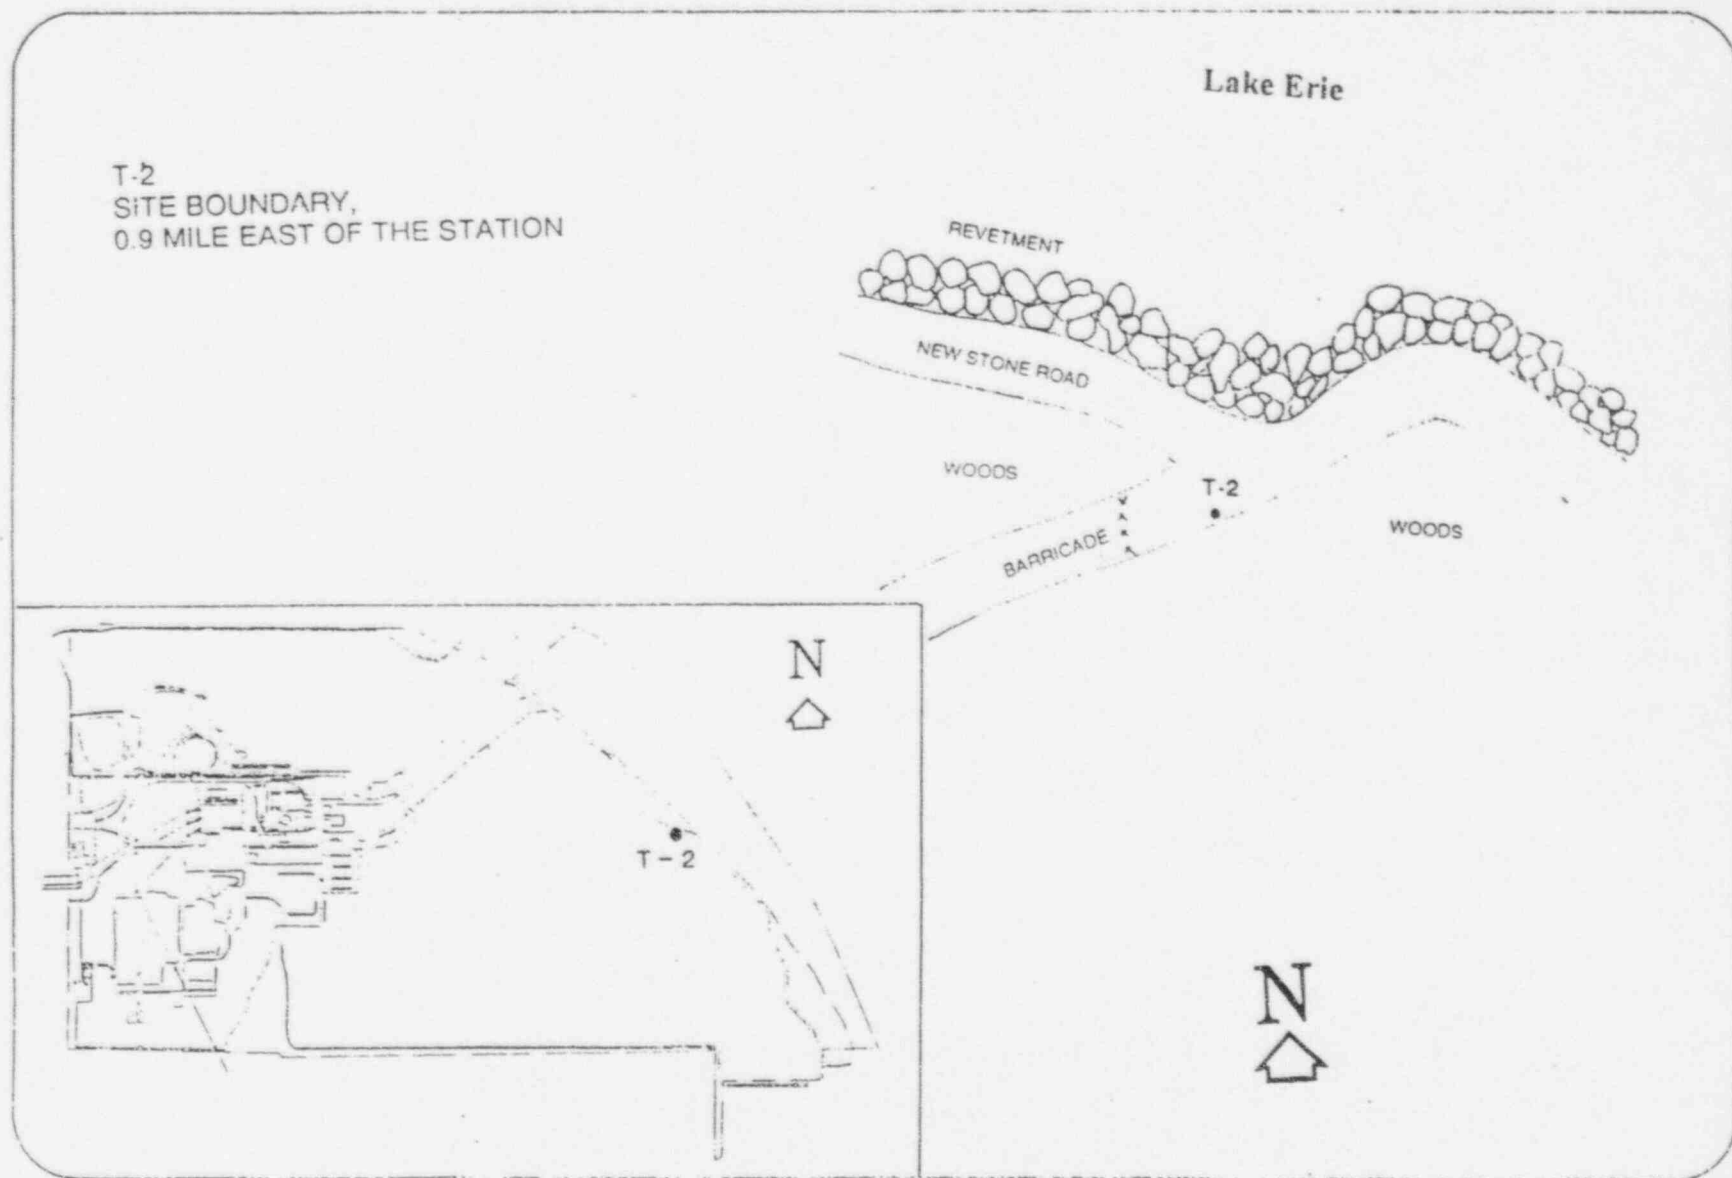 Lake Erie
T-2
SITE BOUNDARY,
0.9 MILE EAST OF THE STATION
REVETMENT
NEW STONE ROAD
WOODS
T-2
WOODS
BARRICADE
N
T-2
N